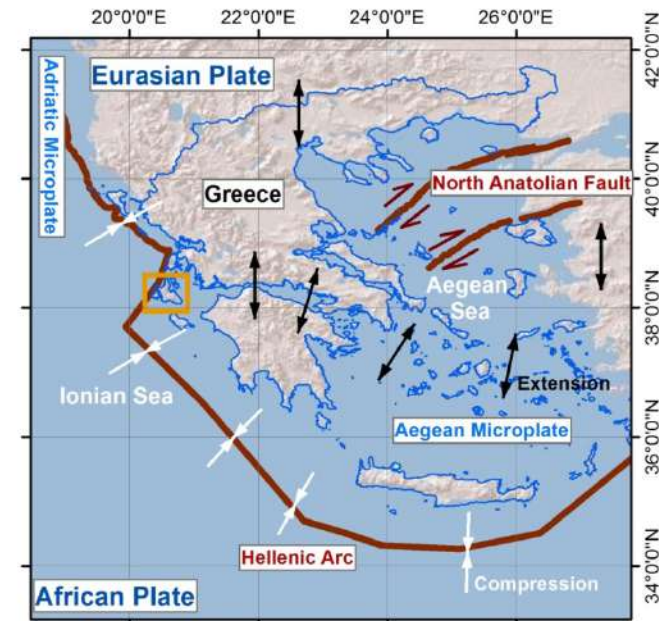 20°0'0"E 22°0'0"E 24°0'0"E 26°0'0"E
42°0'0"N
Eurasian Plate
Adriatic Microplate
40°0'0"N
Greece
North Anatolian Fault
Aegean
Sea
38°0'0"N
Ionian Sea
Extension
Aegean Microplate
36°0'0"N
Hellenic Arc
34°0'0"N
Compression
African Plate